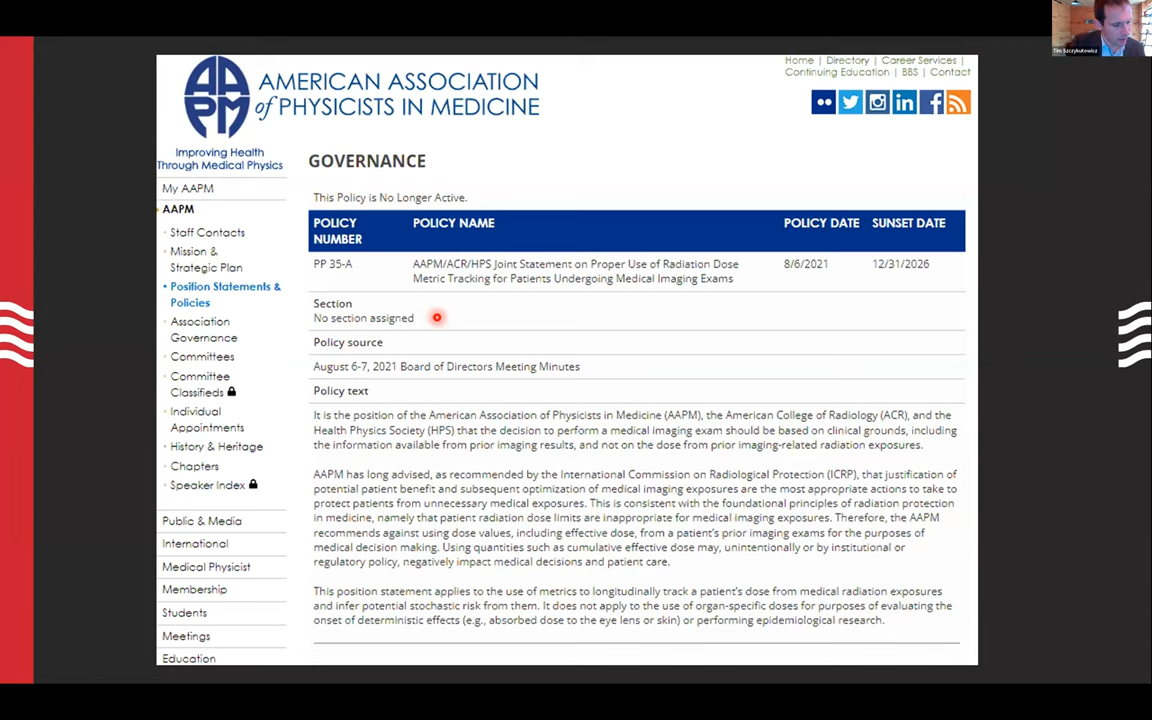 Tim Szczykutowicz
AAPM
AMERICAN ASSOCIATION
of PHYSICISTS IN MEDICINE
Improving Health
Through Medical Physics
Home | Directory | Career Services |
Continuing Education | BBS | Contact
My AAPM
AAPM
Staff Contacts
Mission &
Strategic Plan
Position Statements &
Policies
Association
Governance
Committees
Committee
Classifieds
Individual
Appointments
History & Heritage
Chapters
Speaker Index
Public & Media
International
Medical Physicist
Membership
Students
Meetings
Education
GOVERNANCE
This Policy is No Longer Active.
POLICY NUMBER POLICY NAME POLICY DATE SUNSET DATE
PP 35-A AAPM/ACR/HPS Joint Statement on Proper Use of Radiation Dose 8/6/2021 12/31/2026
Metric Tracking for Patients Undergoing Medical Imaging Exams
Section
No section assigned
Policy source
August 6-7, 2021 Board of Directors Meeting Minutes
Policy text
It is the position of the American Association of Physicists in Medicine (AAPM), the American College of Radiology (ACR), and the
Health Physics Society (HPS) that the decision to perform a medical imaging exam should be based on clinical grounds, including
the information available from prior imaging results, and not on the dose from prior imaging-related radiation exposures.
AAPM has long advised, as recommended by the International Commission on Radiological Protection (ICRP), that justification of
potential patient benefit and subsequent optimization of medical imaging exposures are the most appropriate actions to take to
protect patients from unnecessary medical exposures. This is consistent with the foundational principles of radiation protection
in medicine, namely that patient radiation dose limits are inappropriate for medical imaging exposures. Therefore, the AAPM
recommends against using dose values, including effective dose, from a patient's prior imaging exams for the purposes of
medical decision making. Using quantities such as cumulative effective dose may, unintentionally or by institutional or
regulatory policy, negatively impact medical decisions and patient care.
This position statement applies to the use of metrics to longitudinally track a patient's dose from medical radiation exposures
and infer potential stochastic risk from them. It does not apply to the use of organ-specific doses for purposes of evaluating the
onset of deterministic effects (e.g., absorbed dose to the eye lens or skin) or performing epidemiological research.